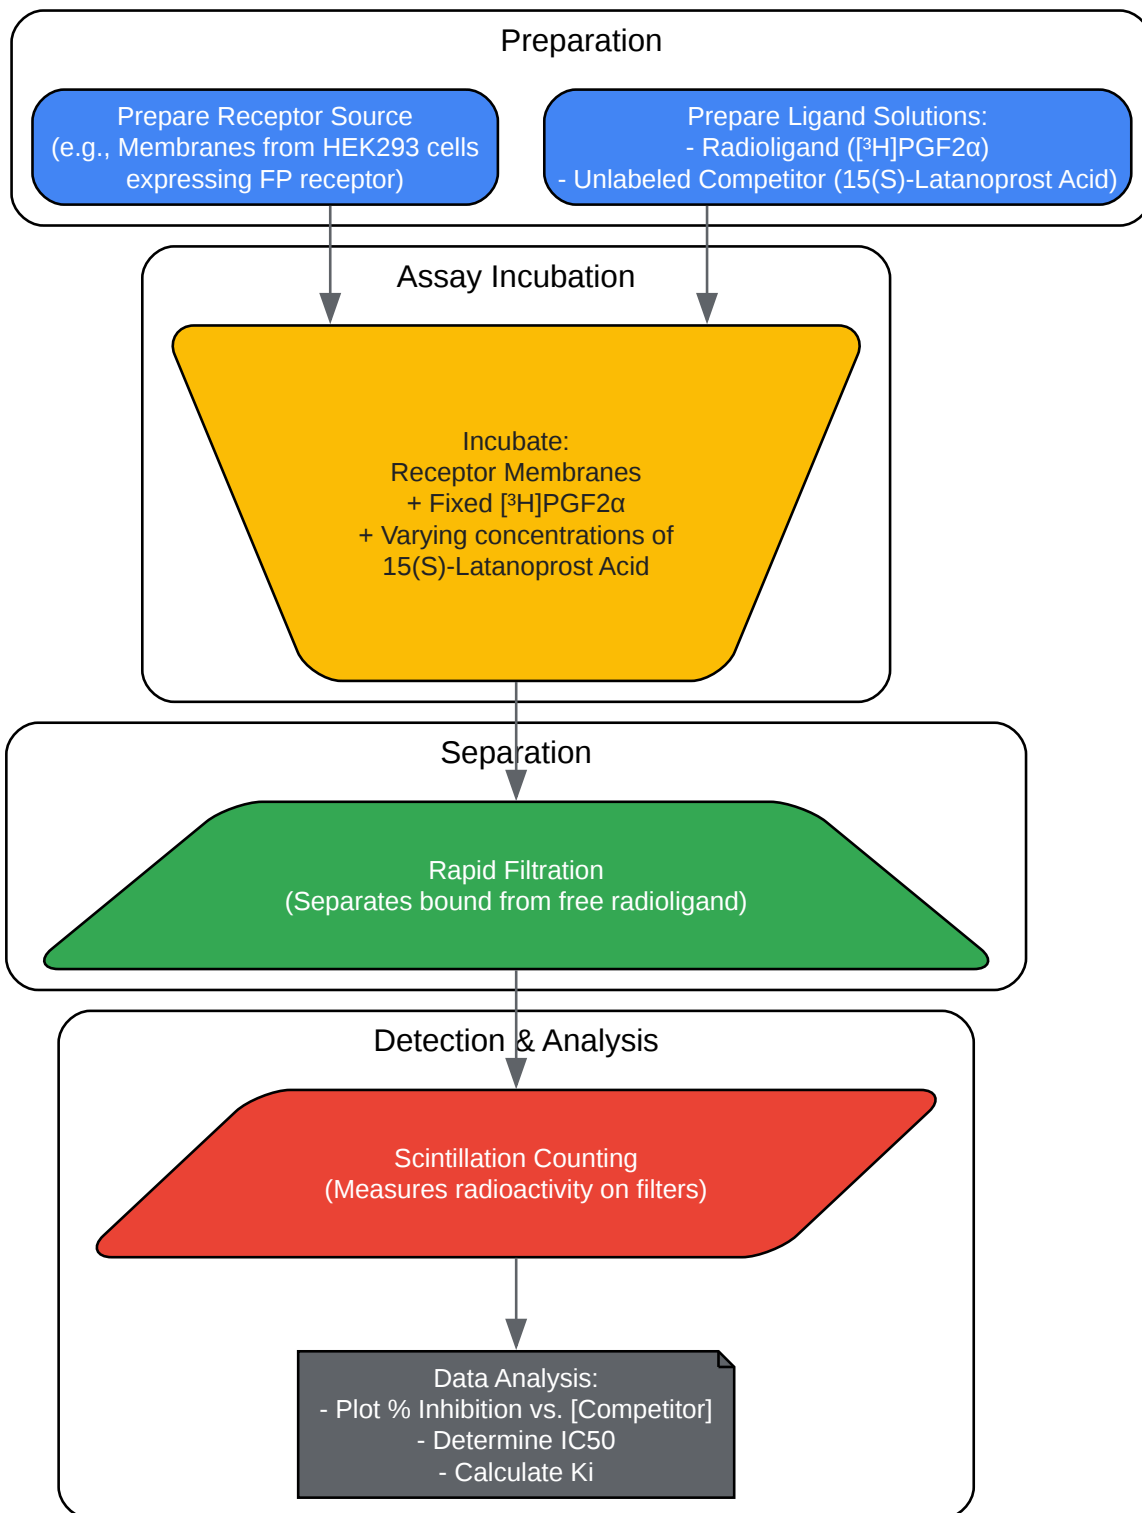 Preparation
Prepare Receptor Source
(e.g., Membranes from HEK293 cells
expressing FP receptor)
Prepare Ligand Solutions:
- Radioligand ([³H]PGF2α)
- Unlabeled Competitor (15(S)-Latanoprost Acid)
Assay Incubation
Incubate:
Receptor Membranes
+ Fixed [³H]PGF2α
+ Varying concentrations of
15(S)-Latanoprost Acid
Separation
Rapid Filtration
(Separates bound from free radioligand)
Detection & Analysis
Scintillation Counting
(Measures radioactivity on filters)
Data Analysis:
- Plot % Inhibition vs. [Competitor]
- Determine IC50
- Calculate Ki